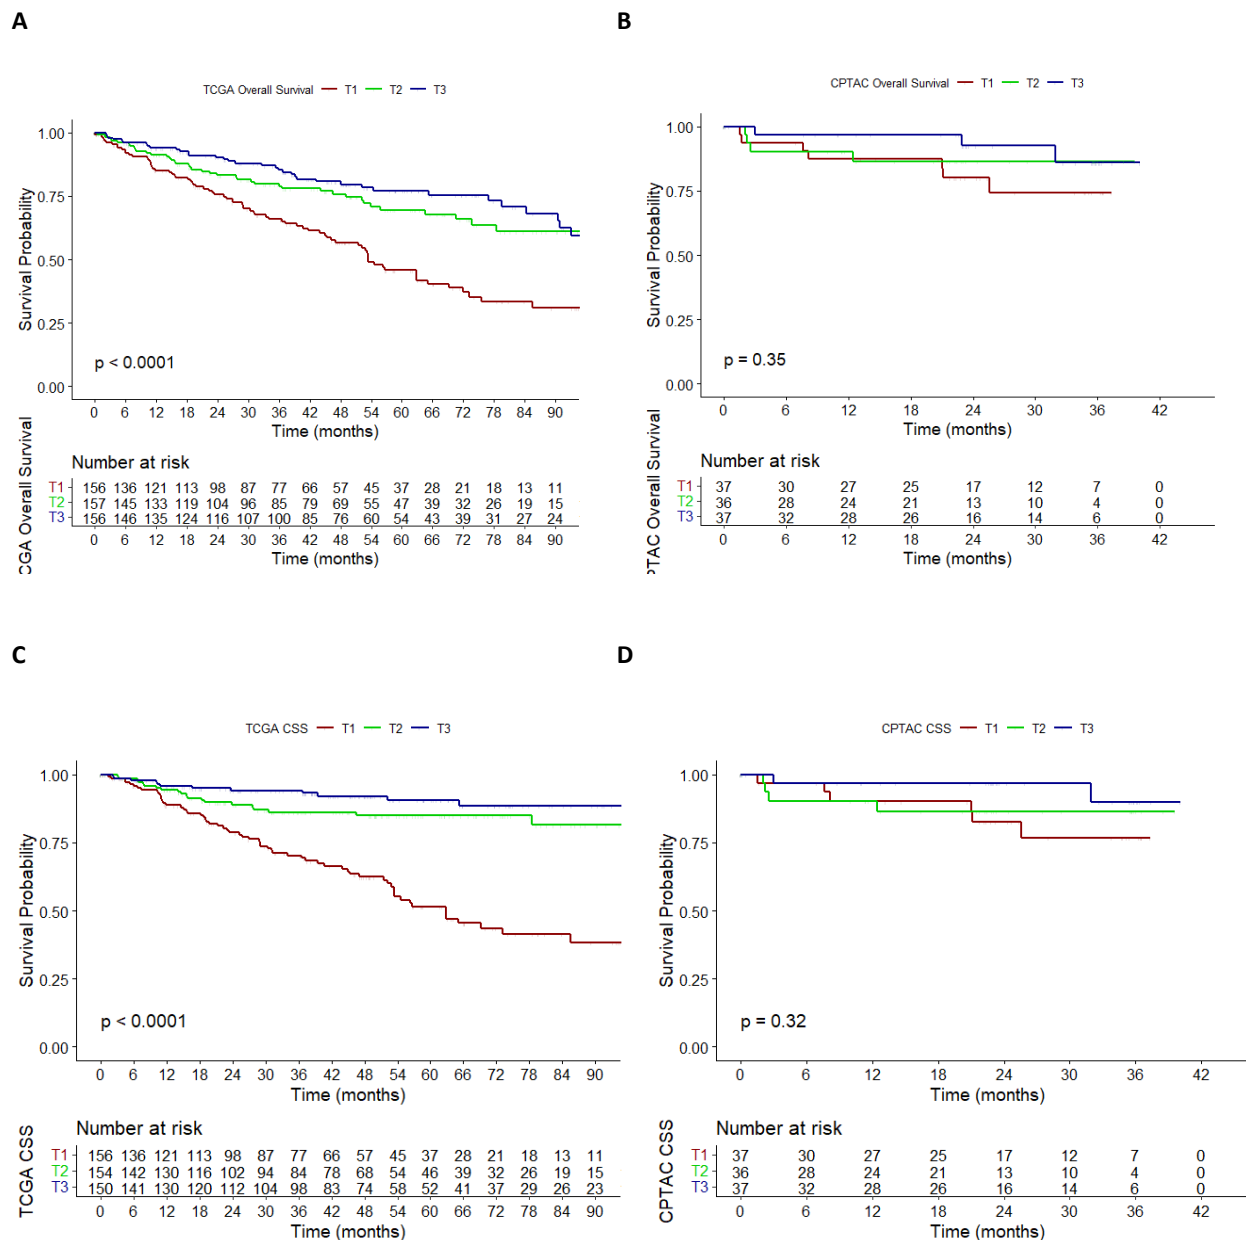 A
TCGA Overall Survival T1 T2 T3
Survival Probability
1.00
0.75
0.50
0.25
0.00
p < 0.0001
0 6 12 18 24 30 36 42 48 54 60 66 72 78 84 90
Time (months)
CGA Overall Survival
Number at risk
T1 156 136 121 113 98 87 77 66 57 45 37 28 21 18 13 11
T2 157 145 133 119 104 96 85 79 69 55 47 39 32 26 19 15
T3 156 146 135 124 116 107 100 85 76 60 54 43 39 31 27 24
0 6 12 18 24 30 36 42 48 54 60 66 72 78 84 90
Time (months)
B
CPTAC Overall Survival T1 T2 T3
Survival Probability
1.00
0.75
0.50
0.25
0.00
p = 0.35
0 6 12 18 24 30 36 42
Time (months)
PTAC Overall Survival
Number at risk
T1 37 30 27 25 17 12 7 0
T2 36 28 24 21 13 10 4 0
T3 37 32 28 26 16 14 6 0
0 6 12 18 24 30 36 42
Time (months)
C
TCGA CSS T1 T2 T3
Survival Probability
1.00
0.75
0.50
0.25
0.00
p < 0.0001
0 6 12 18 24 30 36 42 48 54 60 66 72 78 84 90
Time (months)
TCGA CSS
Number at risk
T1 156 136 121 113 98 87 77 66 57 45 37 28 21 18 13 11
T2 154 142 130 116 102 94 84 78 68 54 46 39 32 26 19 15
T3 150 141 130 120 112 104 98 83 74 58 52 41 37 29 26 23
0 6 12 18 24 30 36 42 48 54 60 66 72 78 84 90
Time (months)
D
CPTAC CSS T1 T2 T3
Survival Probability
1.00
0.75
0.50
0.25
0.00
p = 0.32
0 6 12 18 24 30 36 42
Time (months)
CPTAC CSS
Number at risk
T1 37 30 27 25 17 12 7 0
T2 36 28 24 21 13 10 4 0
T3 37 32 28 26 16 14 6 0
0 6 12 18 24 30 36 42
Time (months)